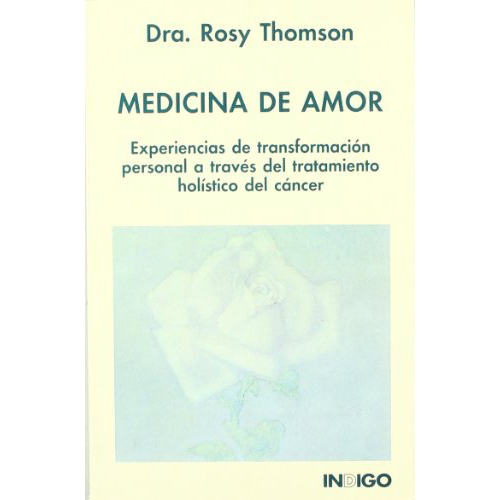 Dra. Rosy Thomson
MEDICINA DE AMOR
Experiencias de transformación
personal a través del tratamiento
holístico del cáncer
INDIGO